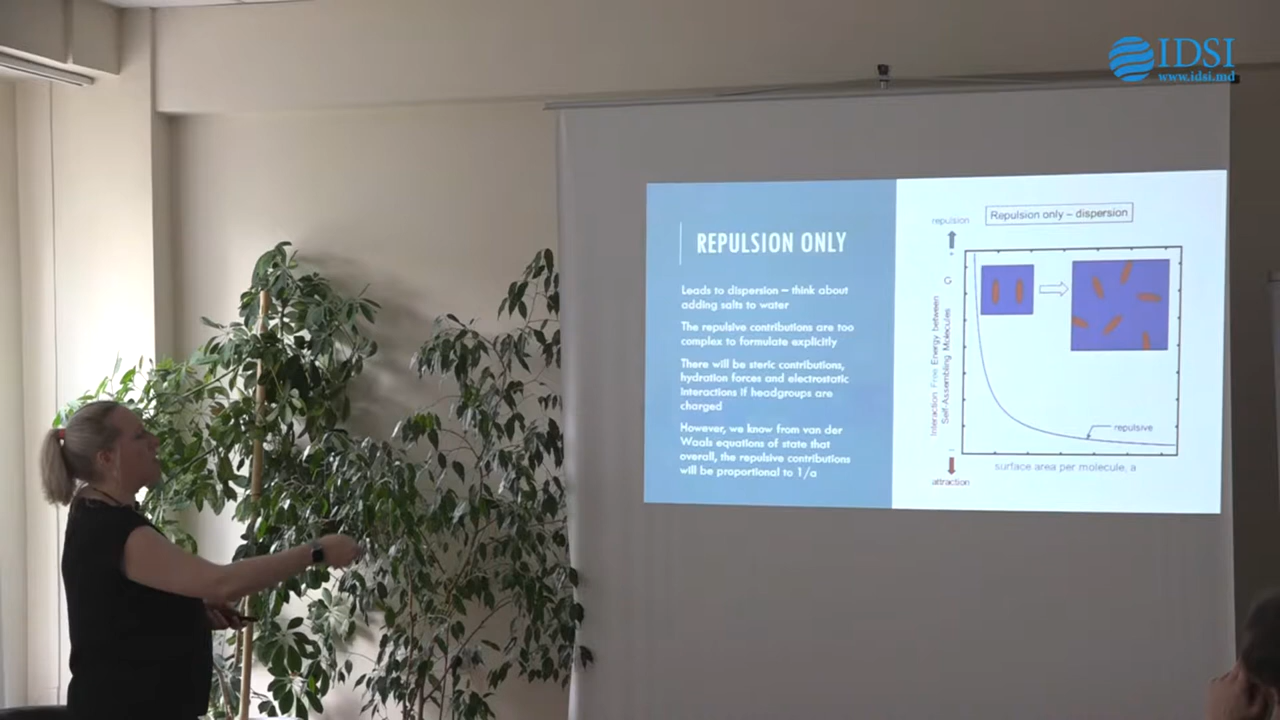 IDSI
www.idsi.md
REPULSION ONLY
Leads to dispersion – think about
adding salts to water
The repulsive contributions are too
complex to formulate explicitly
There will be steric contributions,
hydration forces and electrostatic
interactions if headgroups are
charged
However, we know from van der
Waals equations of state that
overall, the repulsive contributions
will be proportional to 1/a
Repulsion only – dispersion
repulsion
+
Interaction Free Energy between
Self-Assembling Molecules
repulsive
–
surface area per molecule, a
attraction